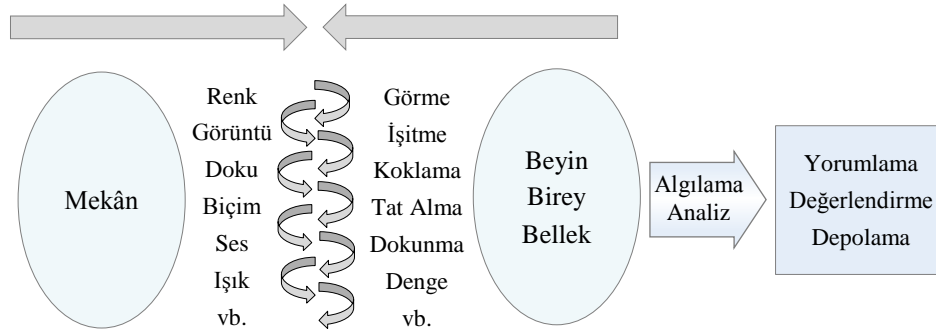 Mekân
Renk
Görüntü
Doku
Biçim
Ses
Işık
vb.
Görme
İşitme
Koklama
Tat Alma
Dokunma
Denge
vb.
Beyin
Birey
Bellek
Algılama
Analiz
Yorumlama
Değerlendirme
Depolama